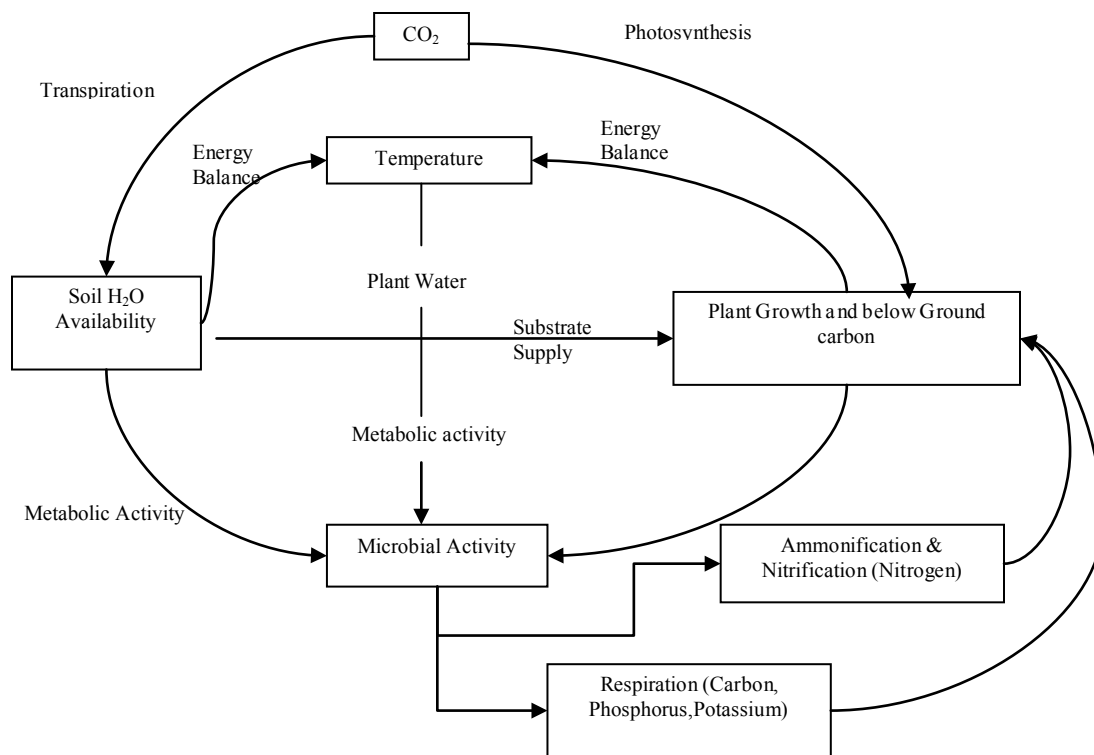 CO₂
Photosynthesis
Transpiration
Energy
Balance
Temperature
Energy
Balance
Soil H₂O
Availability
Plant Water
Plant Growth and below Ground
carbon
Substrate
Supply
Metabolic activity
Metabolic Activity
Microbial Activity
Ammonification &
Nitrification (Nitrogen)
Respiration (Carbon,
Phosphorus,Potassium)